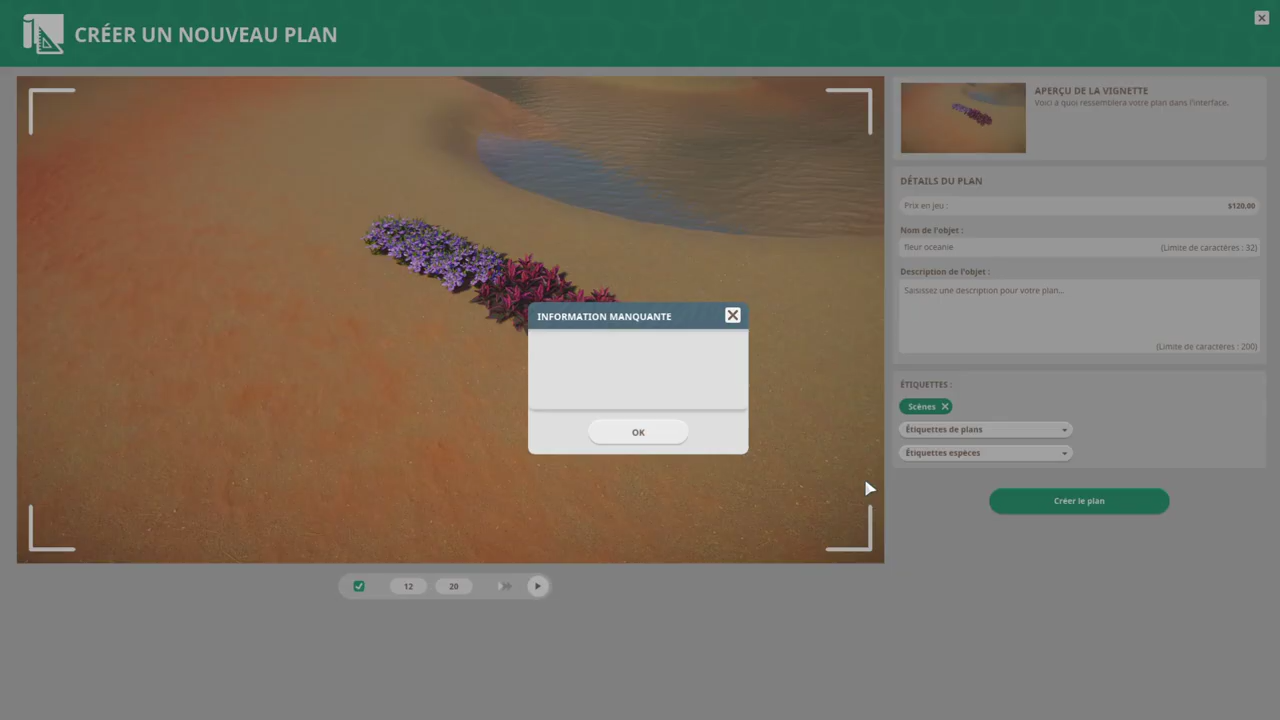 CRÉER UN NOUVEAU PLAN
APERÇU DE LA VIGNETTE
Voici à quoi ressemblera votre plan dans l'interface.
DÉTAILS DU PLAN
Prix en jeu :
$120.00
Nom de l'objet :
fleur oceanie
(Limite de caractères : 32)
Description de l'objet :
Saisissez une description pour votre plan...
(Limite de caractères : 200)
ÉTIQUETTES :
Scènes
Étiquettes de plans
Étiquettes espèces
Créer le plan
INFORMATION MANQUANTE
OK
12
20